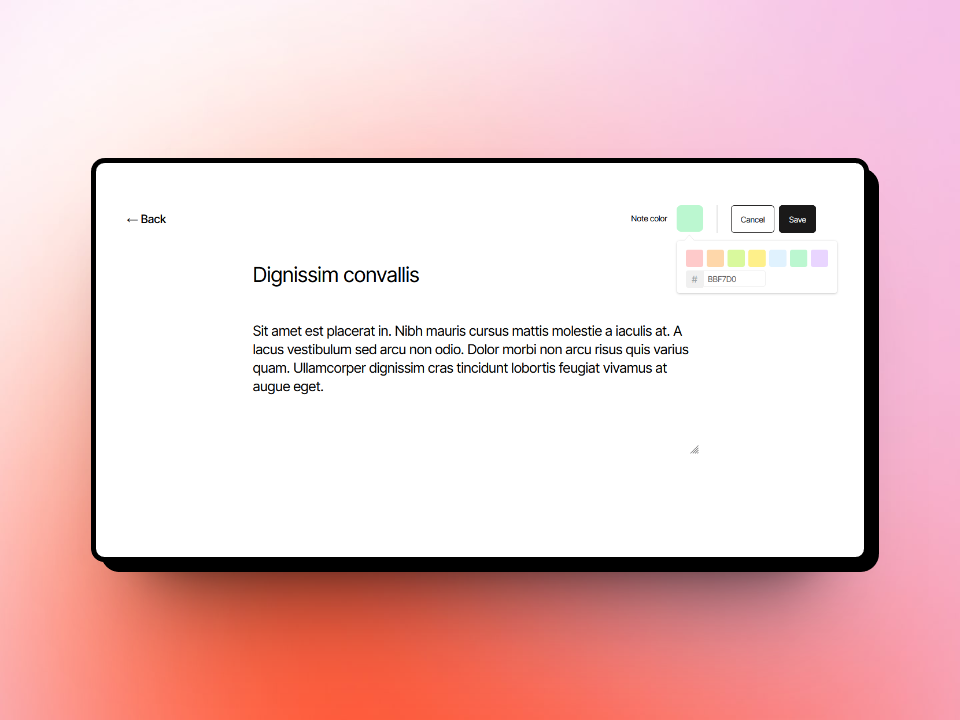 ← Back
Note color
Cancel
Save
# BBF7D0
Dignissim convallis
Sit amet est placerat in. Nibh mauris cursus mattis molestie a iaculis at. A
lacus vestibulum sed arcu non odio. Dolor morbi non arcu risus quis varius
quam. Ullamcorper dignissim cras tincidunt lobortis feugiat vivamus at
augue eget.